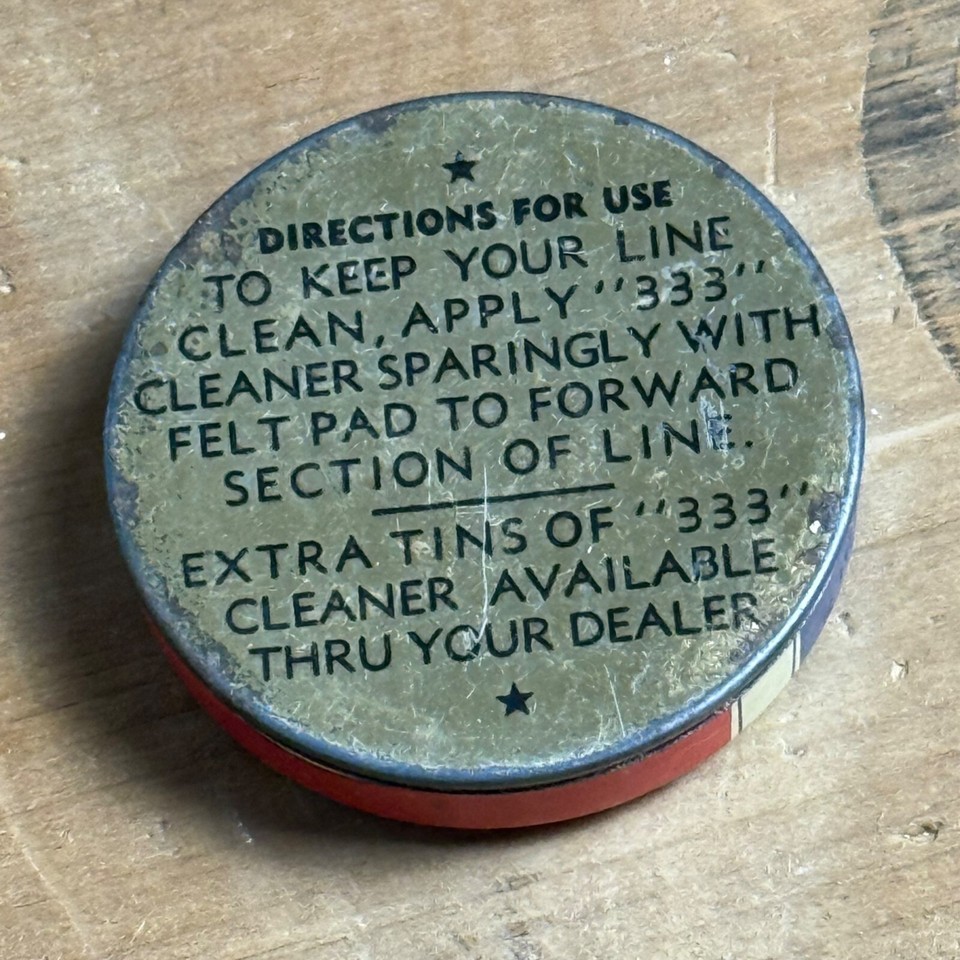 ★
DIRECTIONS FOR USE
TO KEEP YOUR LINE
CLEAN, APPLY "333"
CLEANER SPARINGLY WITH
FELT PAD TO FORWARD
SECTION OF LINE.
EXTRA TINS OF "333"
CLEANER AVAILABLE
THRU YOUR DEALER
★